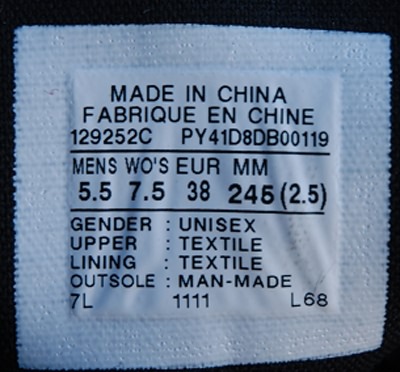 MADE IN CHINA
FABRIQUE EN CHINE
129252C PY41D8DB00119
MENS WO'S EUR MM
5.5 7.5 38 245 (2.5)
GENDER : UNISEX
UPPER : TEXTILE
LINING : TEXTILE
OUTSOLE : MAN-MADE
7L 1111 L68